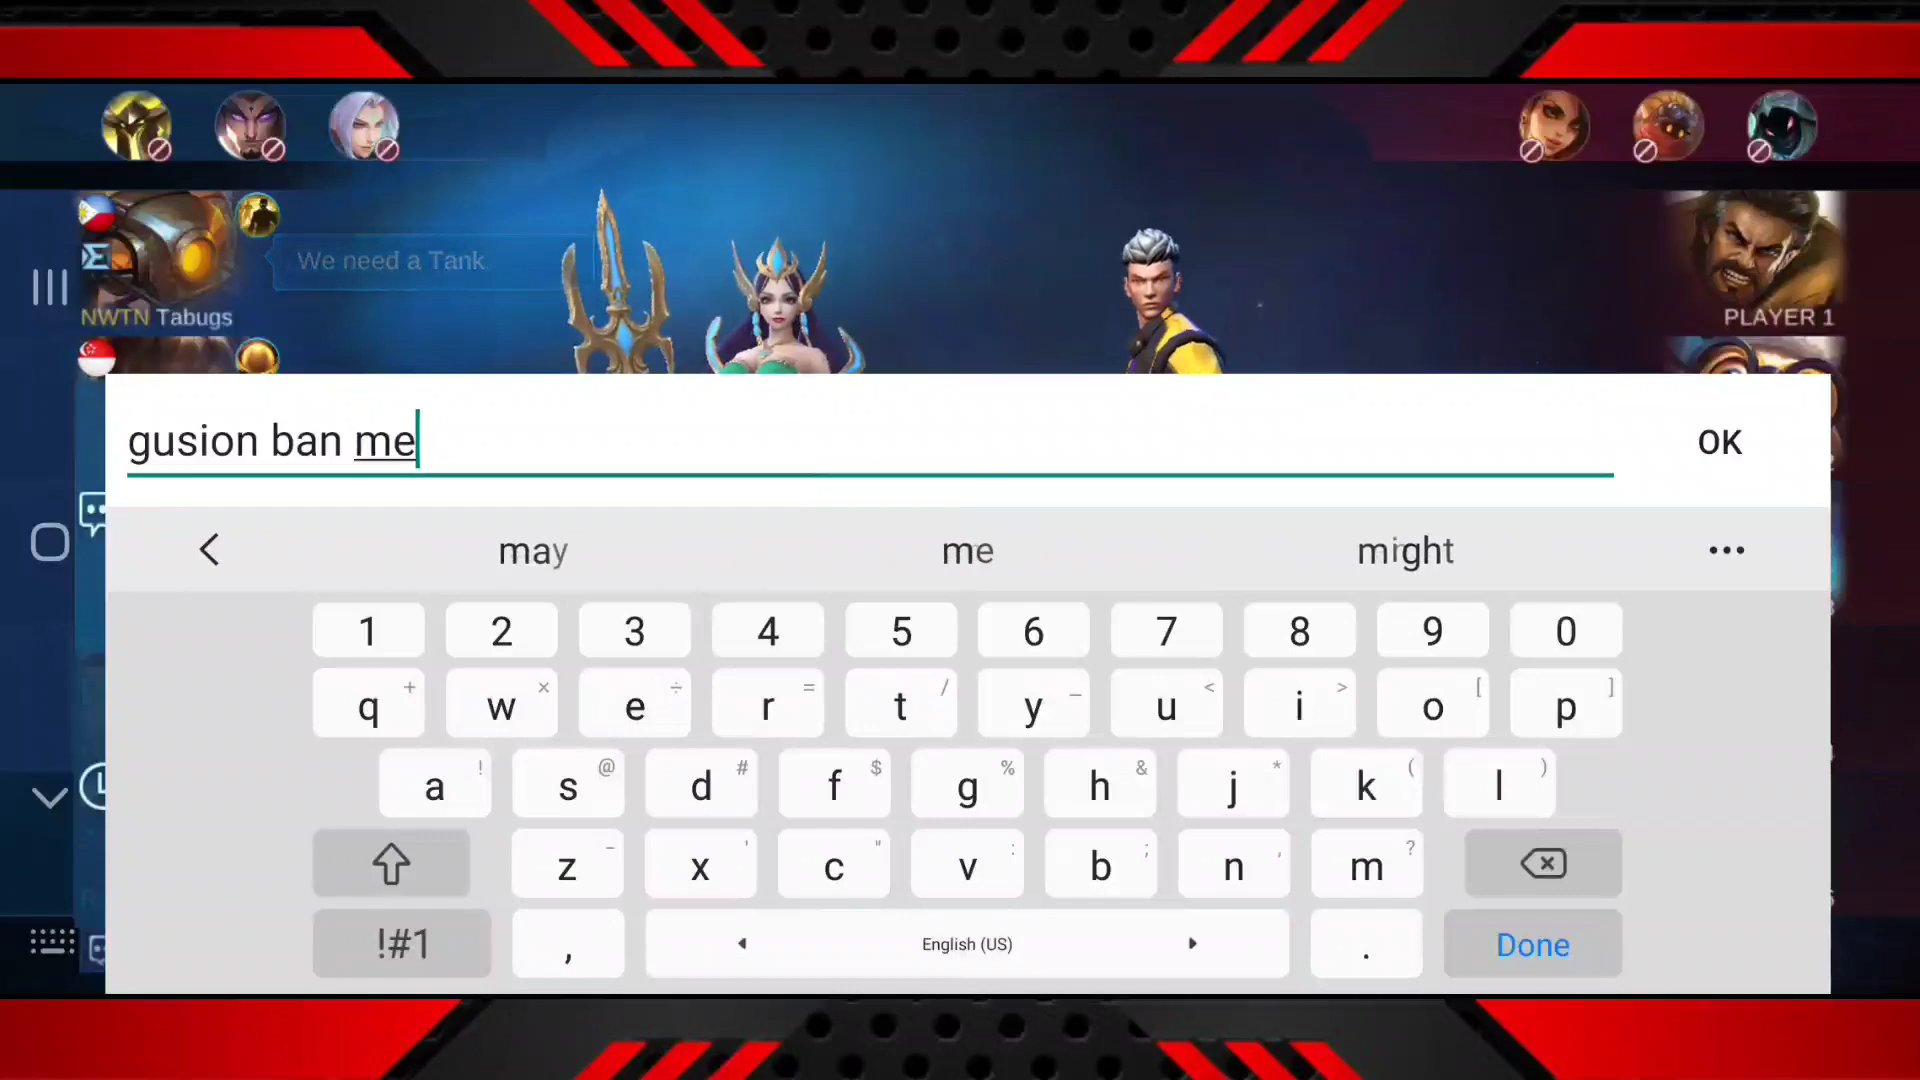 We need a Tank
NWTN Tabugs
PLAYER 1
gusion ban me
OK
may me might
1 2 3 4 5 6 7 8 9 0
q + w × e ÷ r = t / y _ u < i > o [ p ]
a ! s @ d # f $ g % h & j * k ( l )
z - x ' c " v : b ; n , m ?
!#1 , English (US) . Done